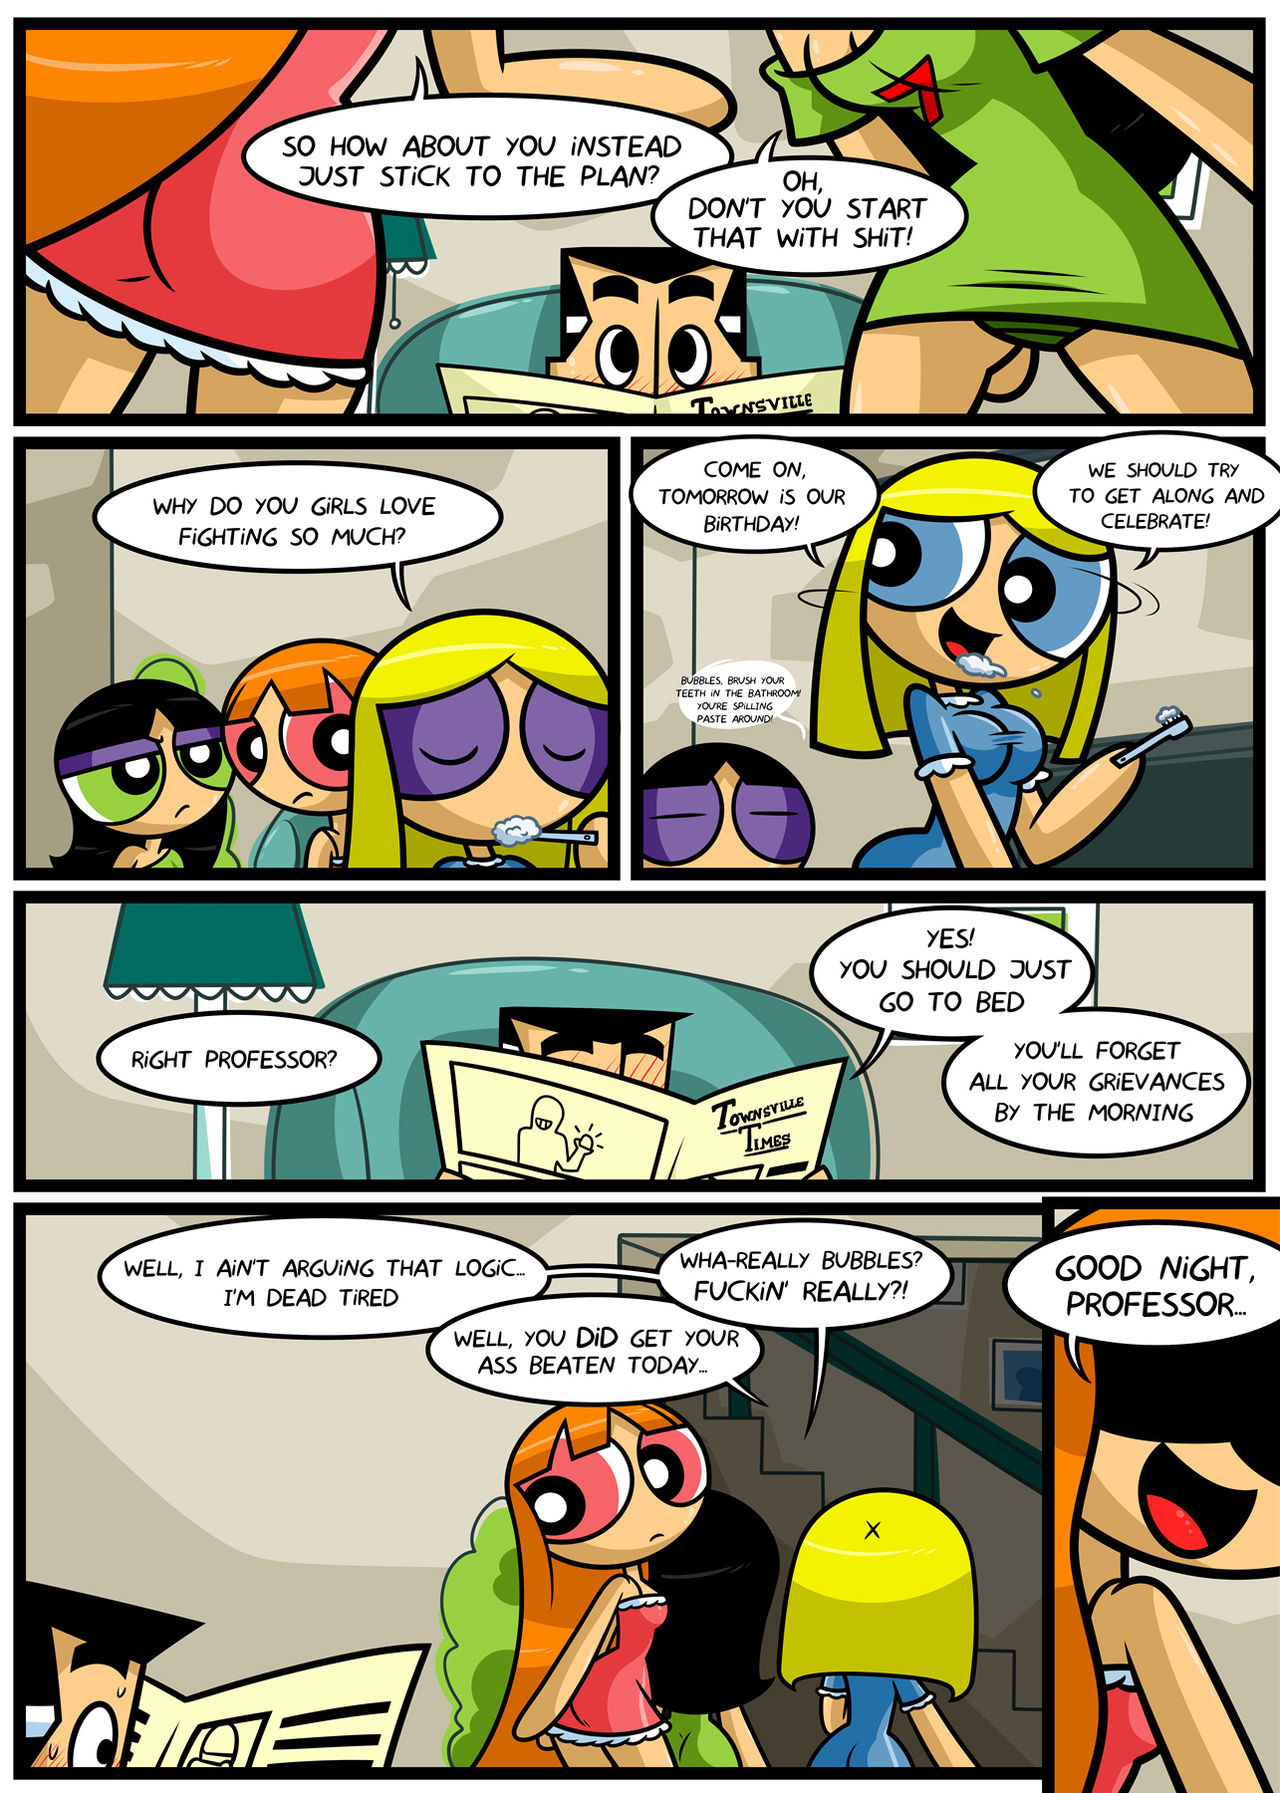 SO HOW ABOUT YOU INSTEAD
JUST STICK TO THE PLAN?
OH,
DON'T YOU START
THAT WITH SHIT!
TOWNSVILLE
WHY DO YOU GIRLS LOVE
FIGHTING SO MUCH?
COME ON,
TOMORROW IS OUR
BIRTHDAY!
WE SHOULD TRY
TO GET ALONG AND
CELEBRATE!
BUBBLES, BRUSH YOUR
TEETH IN THE BATHROOM!
YOU'RE SPILLING
PASTE AROUND!
RIGHT PROFESSOR?
YES!
YOU SHOULD JUST
GO TO BED
YOU'LL FORGET
ALL YOUR GRIEVANCES
BY THE MORNING
TOWNSVILLE
TIMES
WELL, I AIN'T ARGUING THAT LOGIC...
I'M DEAD TIRED
WELL, YOU DID GET YOUR
ASS BEATEN TODAY...
WHA-REALLY BUBBLES?
FUCKIN' REALLY?!
GOOD NIGHT,
PROFESSOR...